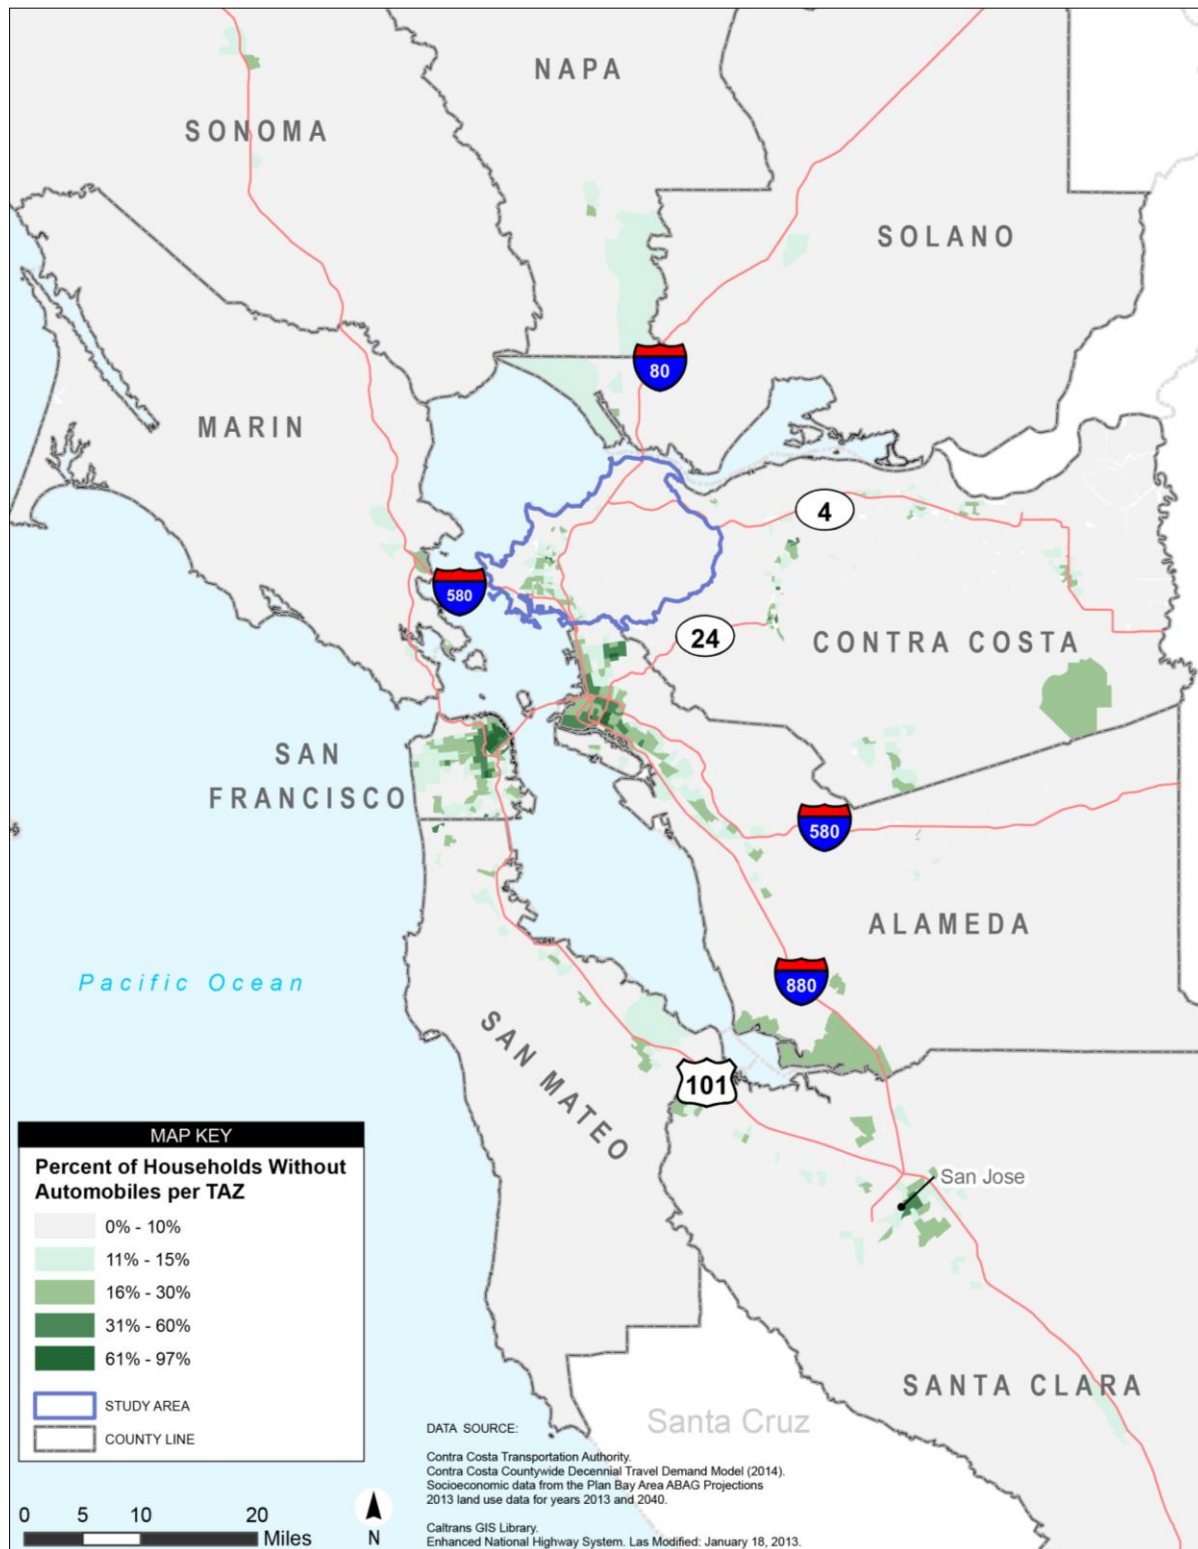 NAPA
SONOMA
SOLANO
80
MARIN
4
580
24
CONTRA COSTA
SAN
FRANCISCO
580
ALAMEDA
Pacific Ocean
880
SAN MATEO
101
MAP KEY
Percent of Households Without
Automobiles per TAZ
0% - 10%
11% - 15%
16% - 30%
31% - 60%
61% - 97%
STUDY AREA
COUNTY LINE
San Jose
SANTA CLARA
Santa Cruz
DATA SOURCE:
Contra Costa Transportation Authority.
Contra Costa Countywide Decennial Travel Demand Model (2014).
Socioeconomic data from the Plan Bay Area ABAG Projections
2013 land use data for years 2013 and 2040.
Caltrans GIS Library.
Enhanced National Highway System. Las Modified: January 18, 2013.
0 5 10 20
Miles
N